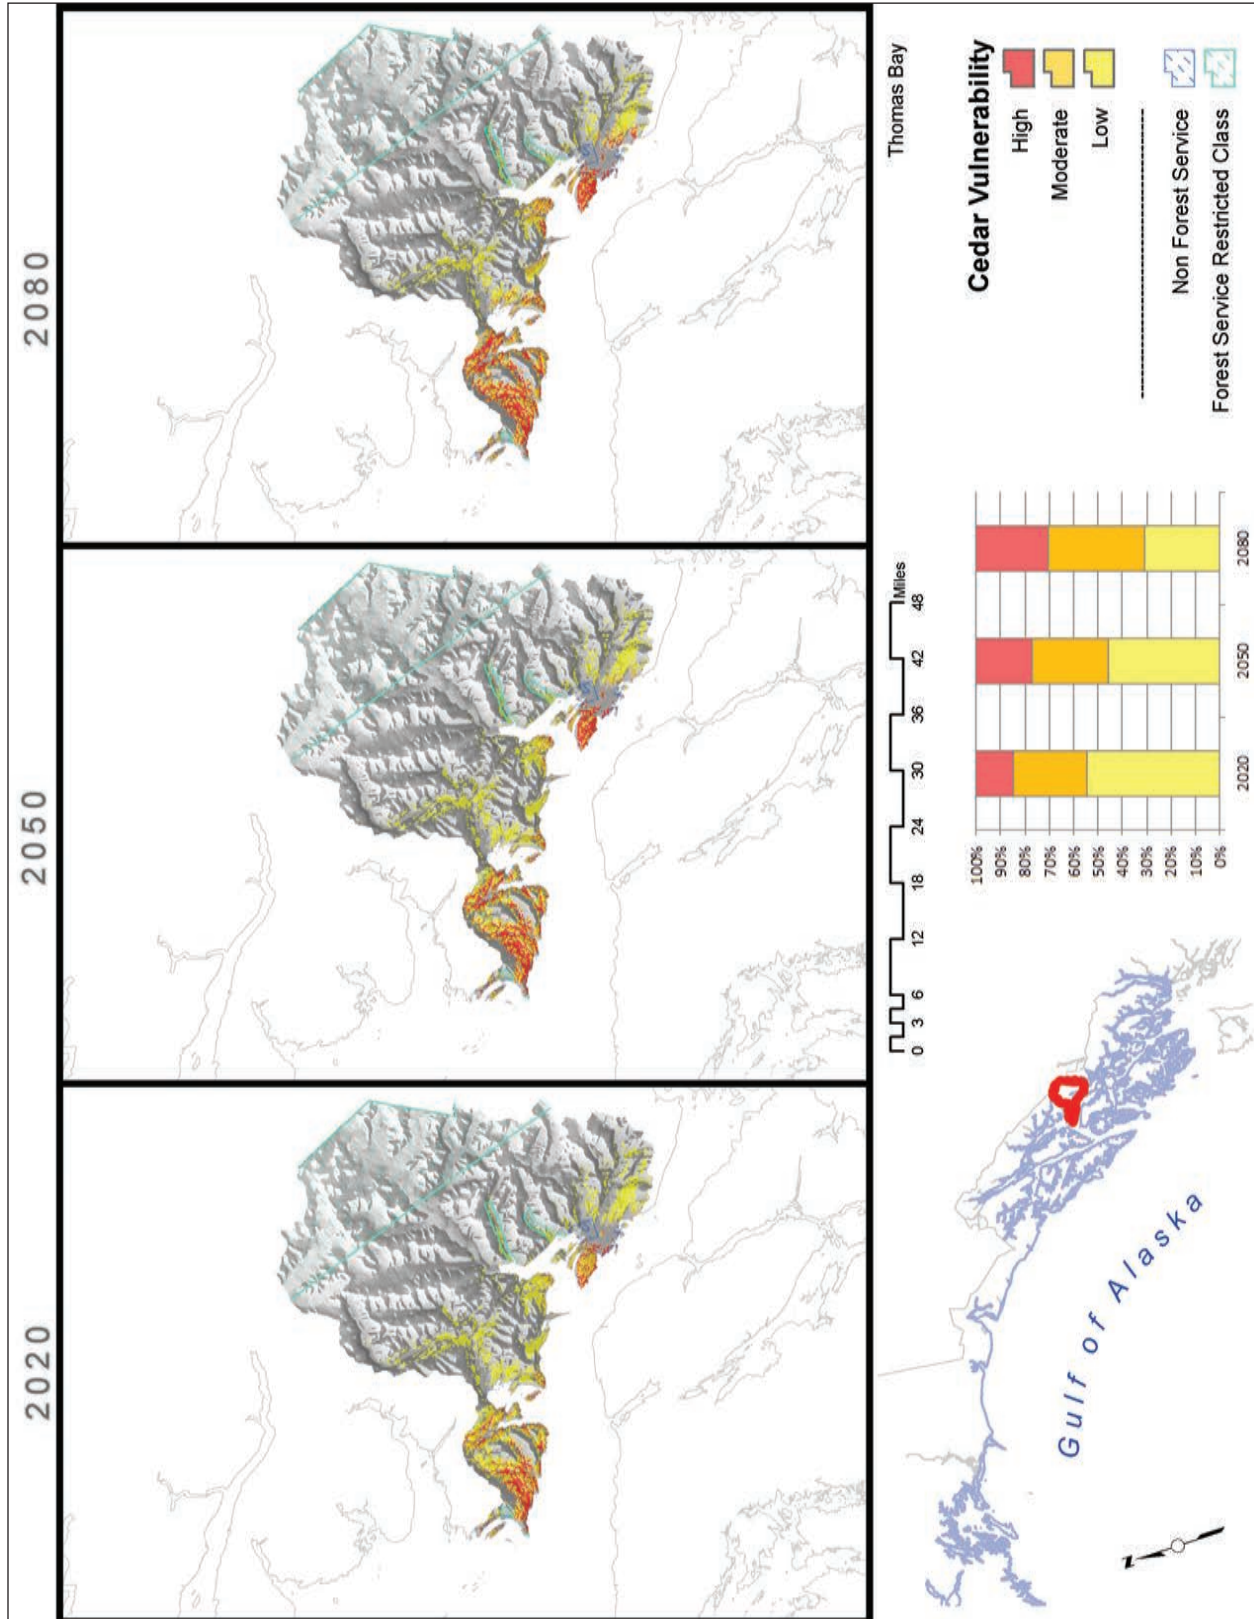 2020
2050
2080
Thomas Bay
Cedar Vulnerability
High
Moderate
Low
Non Forest Service
Forest Service Restricted Class
0 3 6 12 18 24 30 36 42 48
Miles
100%
90%
80%
70%
60%
50%
40%
30%
20%
10%
0%
2020 2050 2080
Gulf of Alaska
N